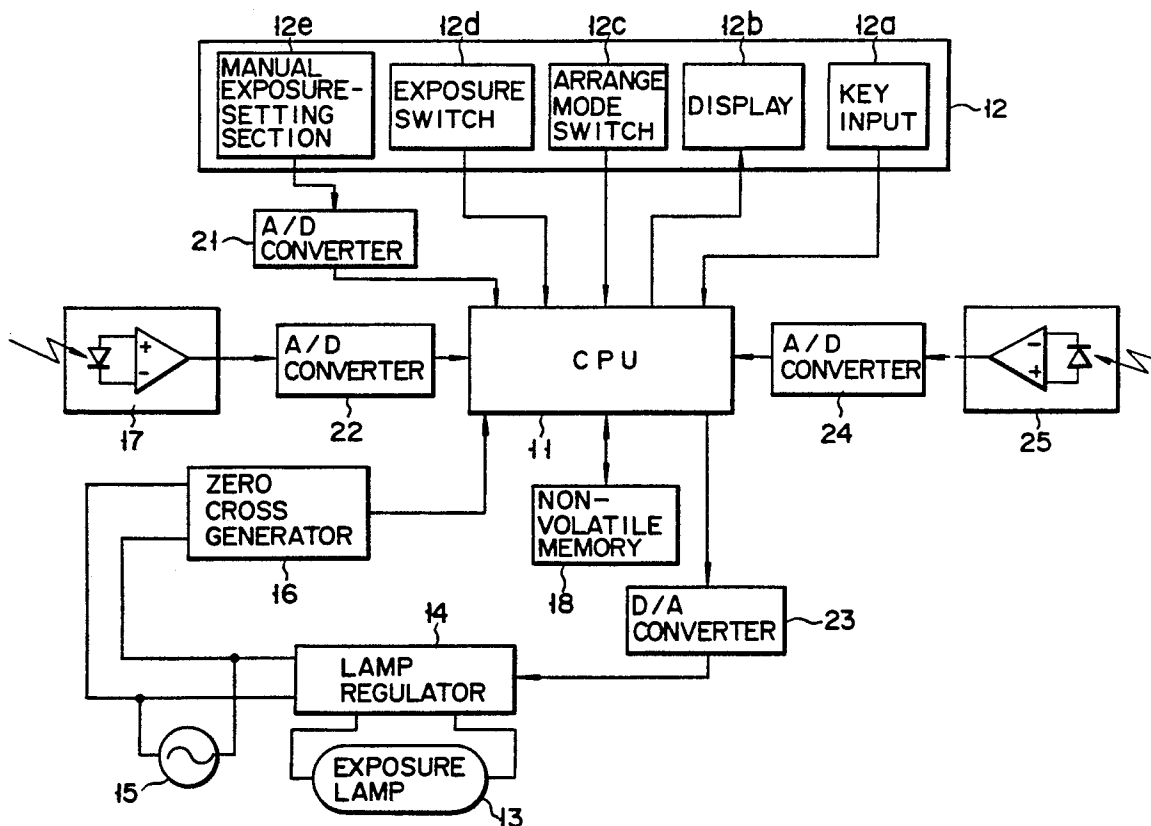 12e
12d
12c
12b
12a
MANUAL
EXPOSURE-
SETTING
SECTION
EXPOSURE
SWITCH
ARRANGE
MODE
SWITCH
DISPLAY
KEY
INPUT
12
21
A/D
CONVERTER
+
-
17
A/D
CONVERTER
22
CPU
11
A/D
CONVERTER
24
-
+
25
ZERO
CROSS
GENERATOR
16
NON-
VOLATILE
MEMORY
18
D/A
CONVERTER
23
14
LAMP
REGULATOR
15
EXPOSURE
LAMP
13